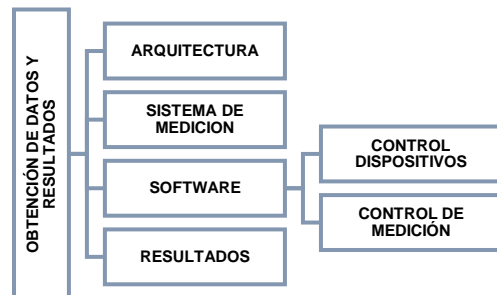 OBTENCIÓN DE DATOS Y
RESULTADOS
ARQUITECTURA
SISTEMA DE
MEDICION
SOFTWARE
RESULTADOS
CONTROL
DISPOSITIVOS
CONTROL DE
MEDICIÓN